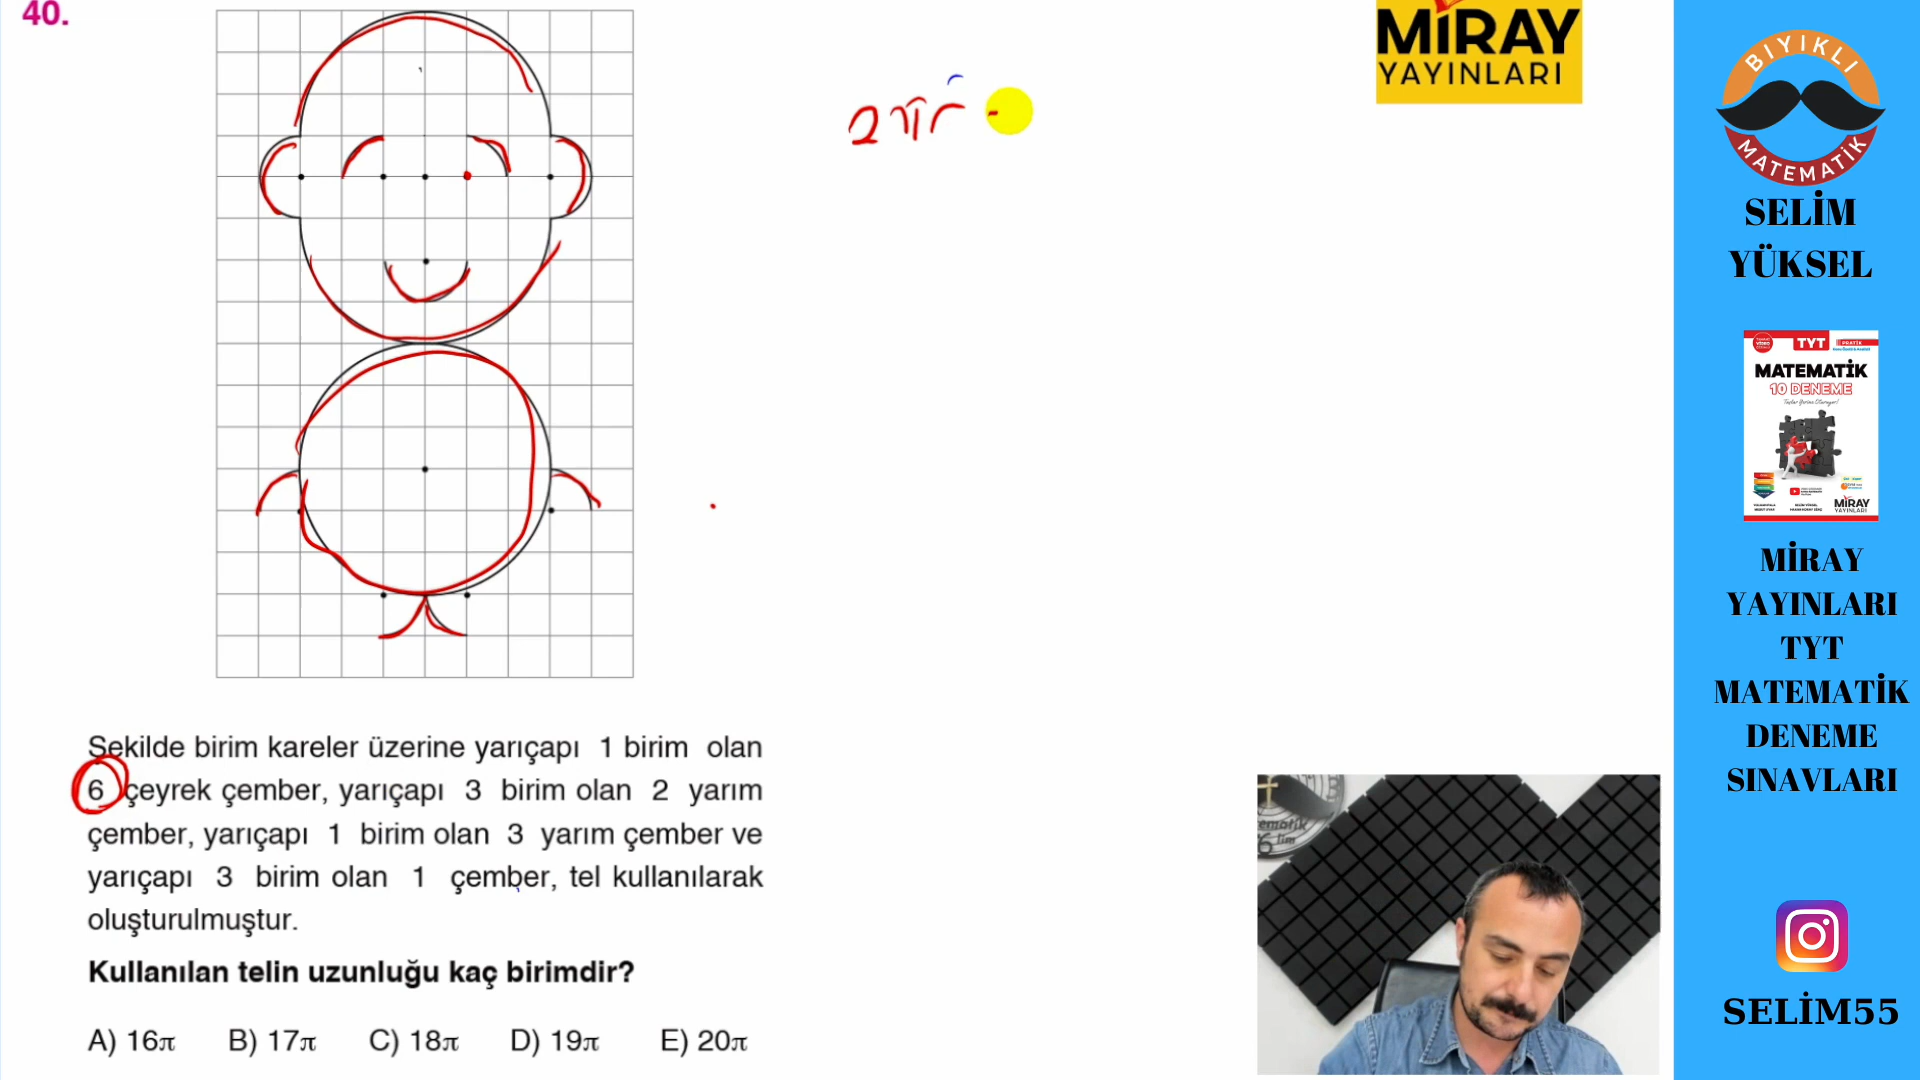 40.
MİRAY
YAYINLARI
2πr
Şekilde birim kareler üzerine yarıçapı 1 birim olan
6 çeyrek çember, yarıçapı 3 birim olan 2 yarım
çember, yarıçapı 1 birim olan 3 yarım çember ve
yarıçapı 3 birim olan 1 çember, tel kullanılarak
oluşturulmuştur.
Kullanılan telin uzunluğu kaç birimdir?
A) 16π B) 17π C) 18π D) 19π E) 20π
BIYIKLI
MATEMATİK
SELİM
YÜKSEL
TYT
PRATİK
MATEMATİK
10 DENEME
MİRAY
YAYINLARI
MİRAY
YAYINLARI
TYT
MATEMATİK
DENEME
SINAVLARI
SELİM55